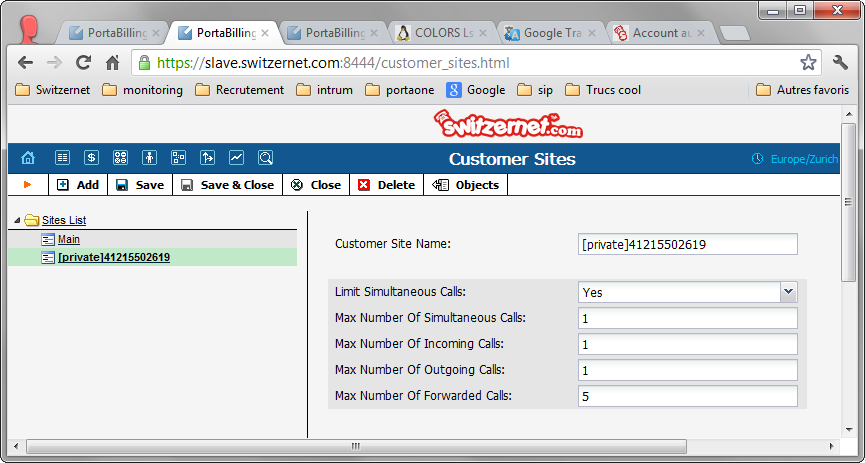 PortaBilling
PortaBilling
PortaBilling
COLORS Ls
Google Tra
Account au
https://slave.switzernet.com:8444/customer_sites.html
Switzernet
monitoring
Recrutement
intrum
portaone
Google
sip
Trucs cool
Autres favoris
switzernet.com
Customer Sites
Europe/Zurich
Add
Save
Save & Close
Close
Delete
Objects
Sites List
Main
[private]41215502619
Customer Site Name: [private]41215502619
Limit Simultaneous Calls: Yes
Max Number Of Simultaneous Calls: 1
Max Number Of Incoming Calls: 1
Max Number Of Outgoing Calls: 1
Max Number Of Forwarded Calls: 5